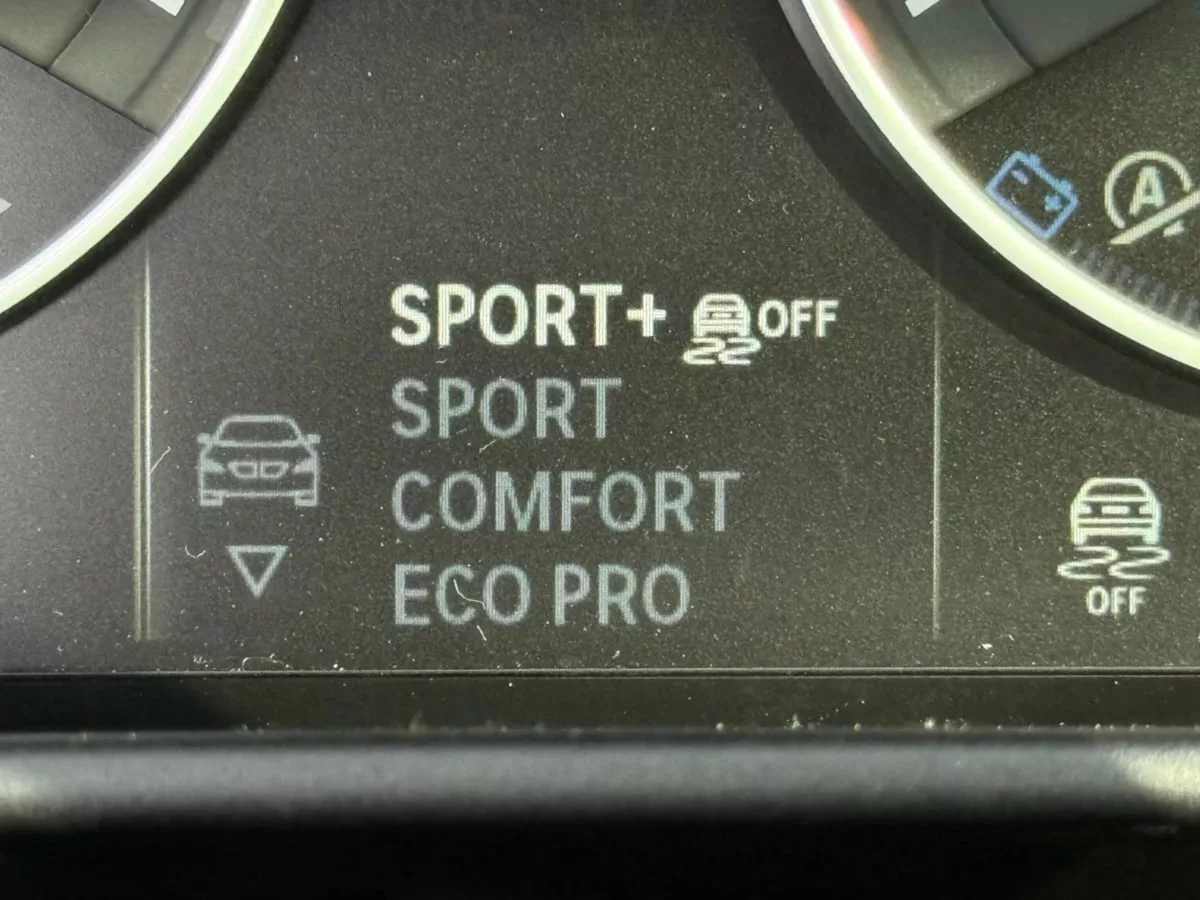 A
SPORT+ OFF
SPORT
COMFORT
ECO PRO
OFF